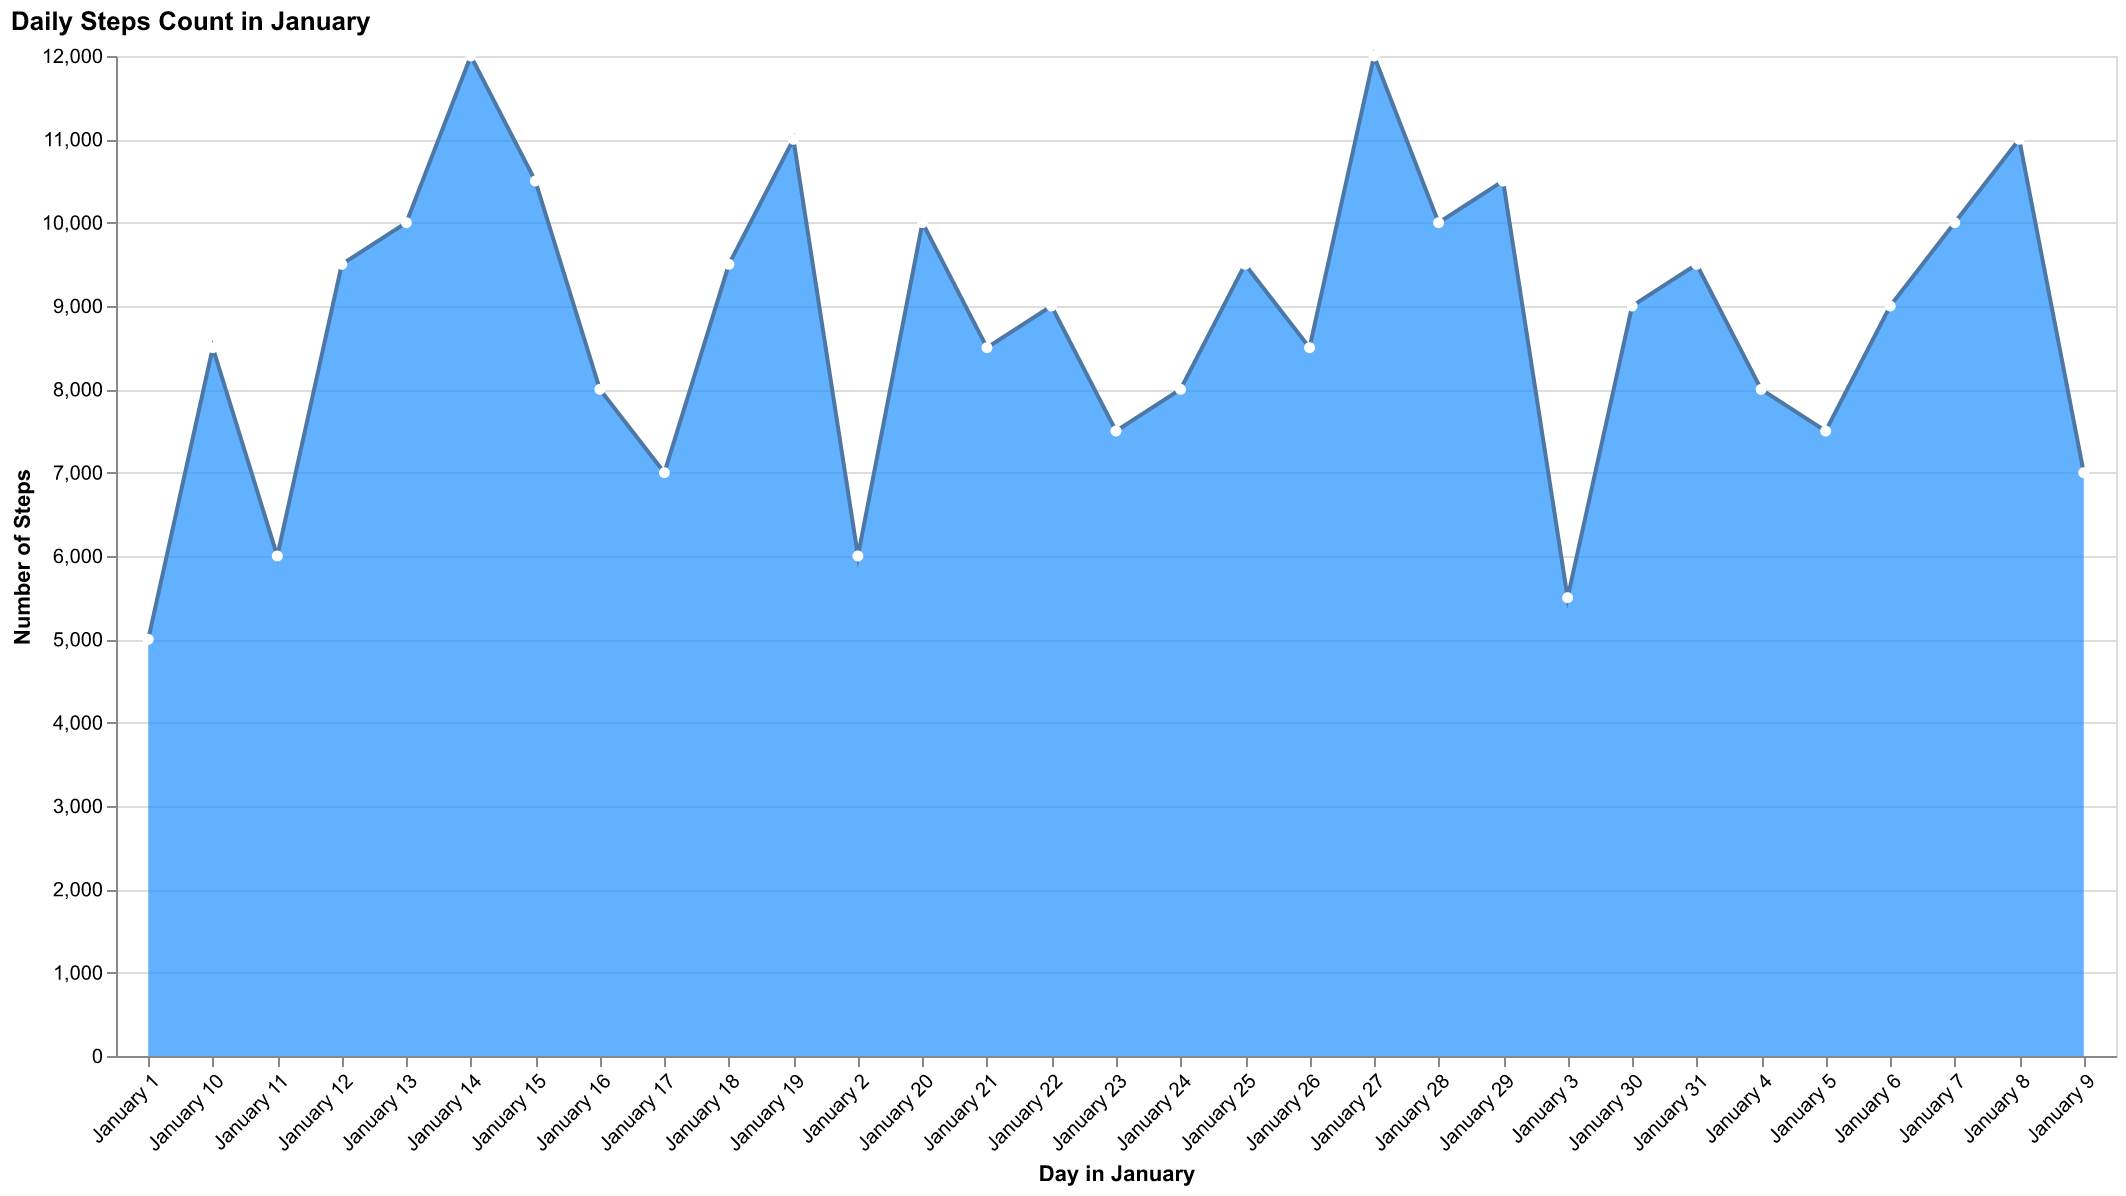 Daily Steps Count in January
12,000
11,000
10,000
9,000
8,000
7,000
6,000
5,000
4,000
3,000
2,000
1,000
0
Number of Steps
January 1
January 10
January 11
January 12
January 13
January 14
January 15
January 16
January 17
January 18
January 19
January 2
January 20
January 21
January 22
January 23
January 24
January 25
January 26
January 27
January 28
January 29
January 3
January 30
January 31
January 4
January 5
January 6
January 7
January 8
January 9
Day in January